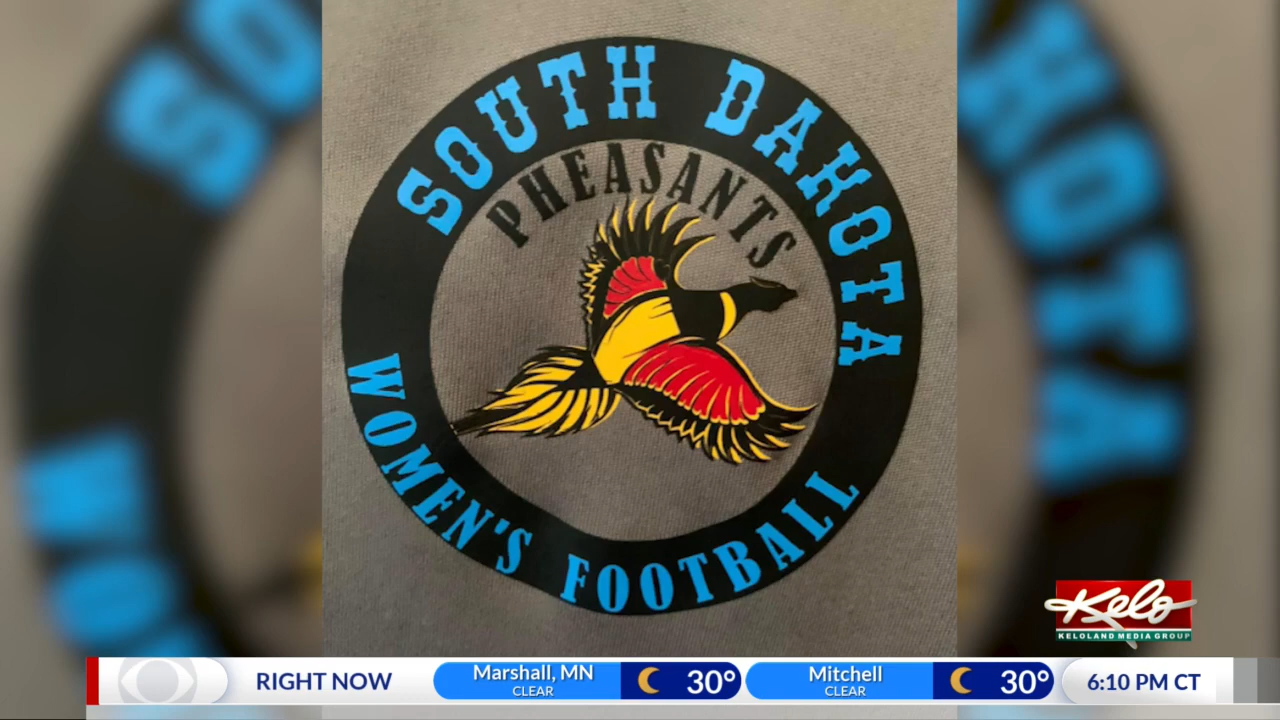 SOUTH DAKOTA
PHEASANTS
WOMEN'S FOOTBALL
Kelo
KELOLAND MEDIA GROUP
RIGHT NOW
Marshall, MN
CLEAR
30°
Mitchell
CLEAR
30°
6:10 PM CT